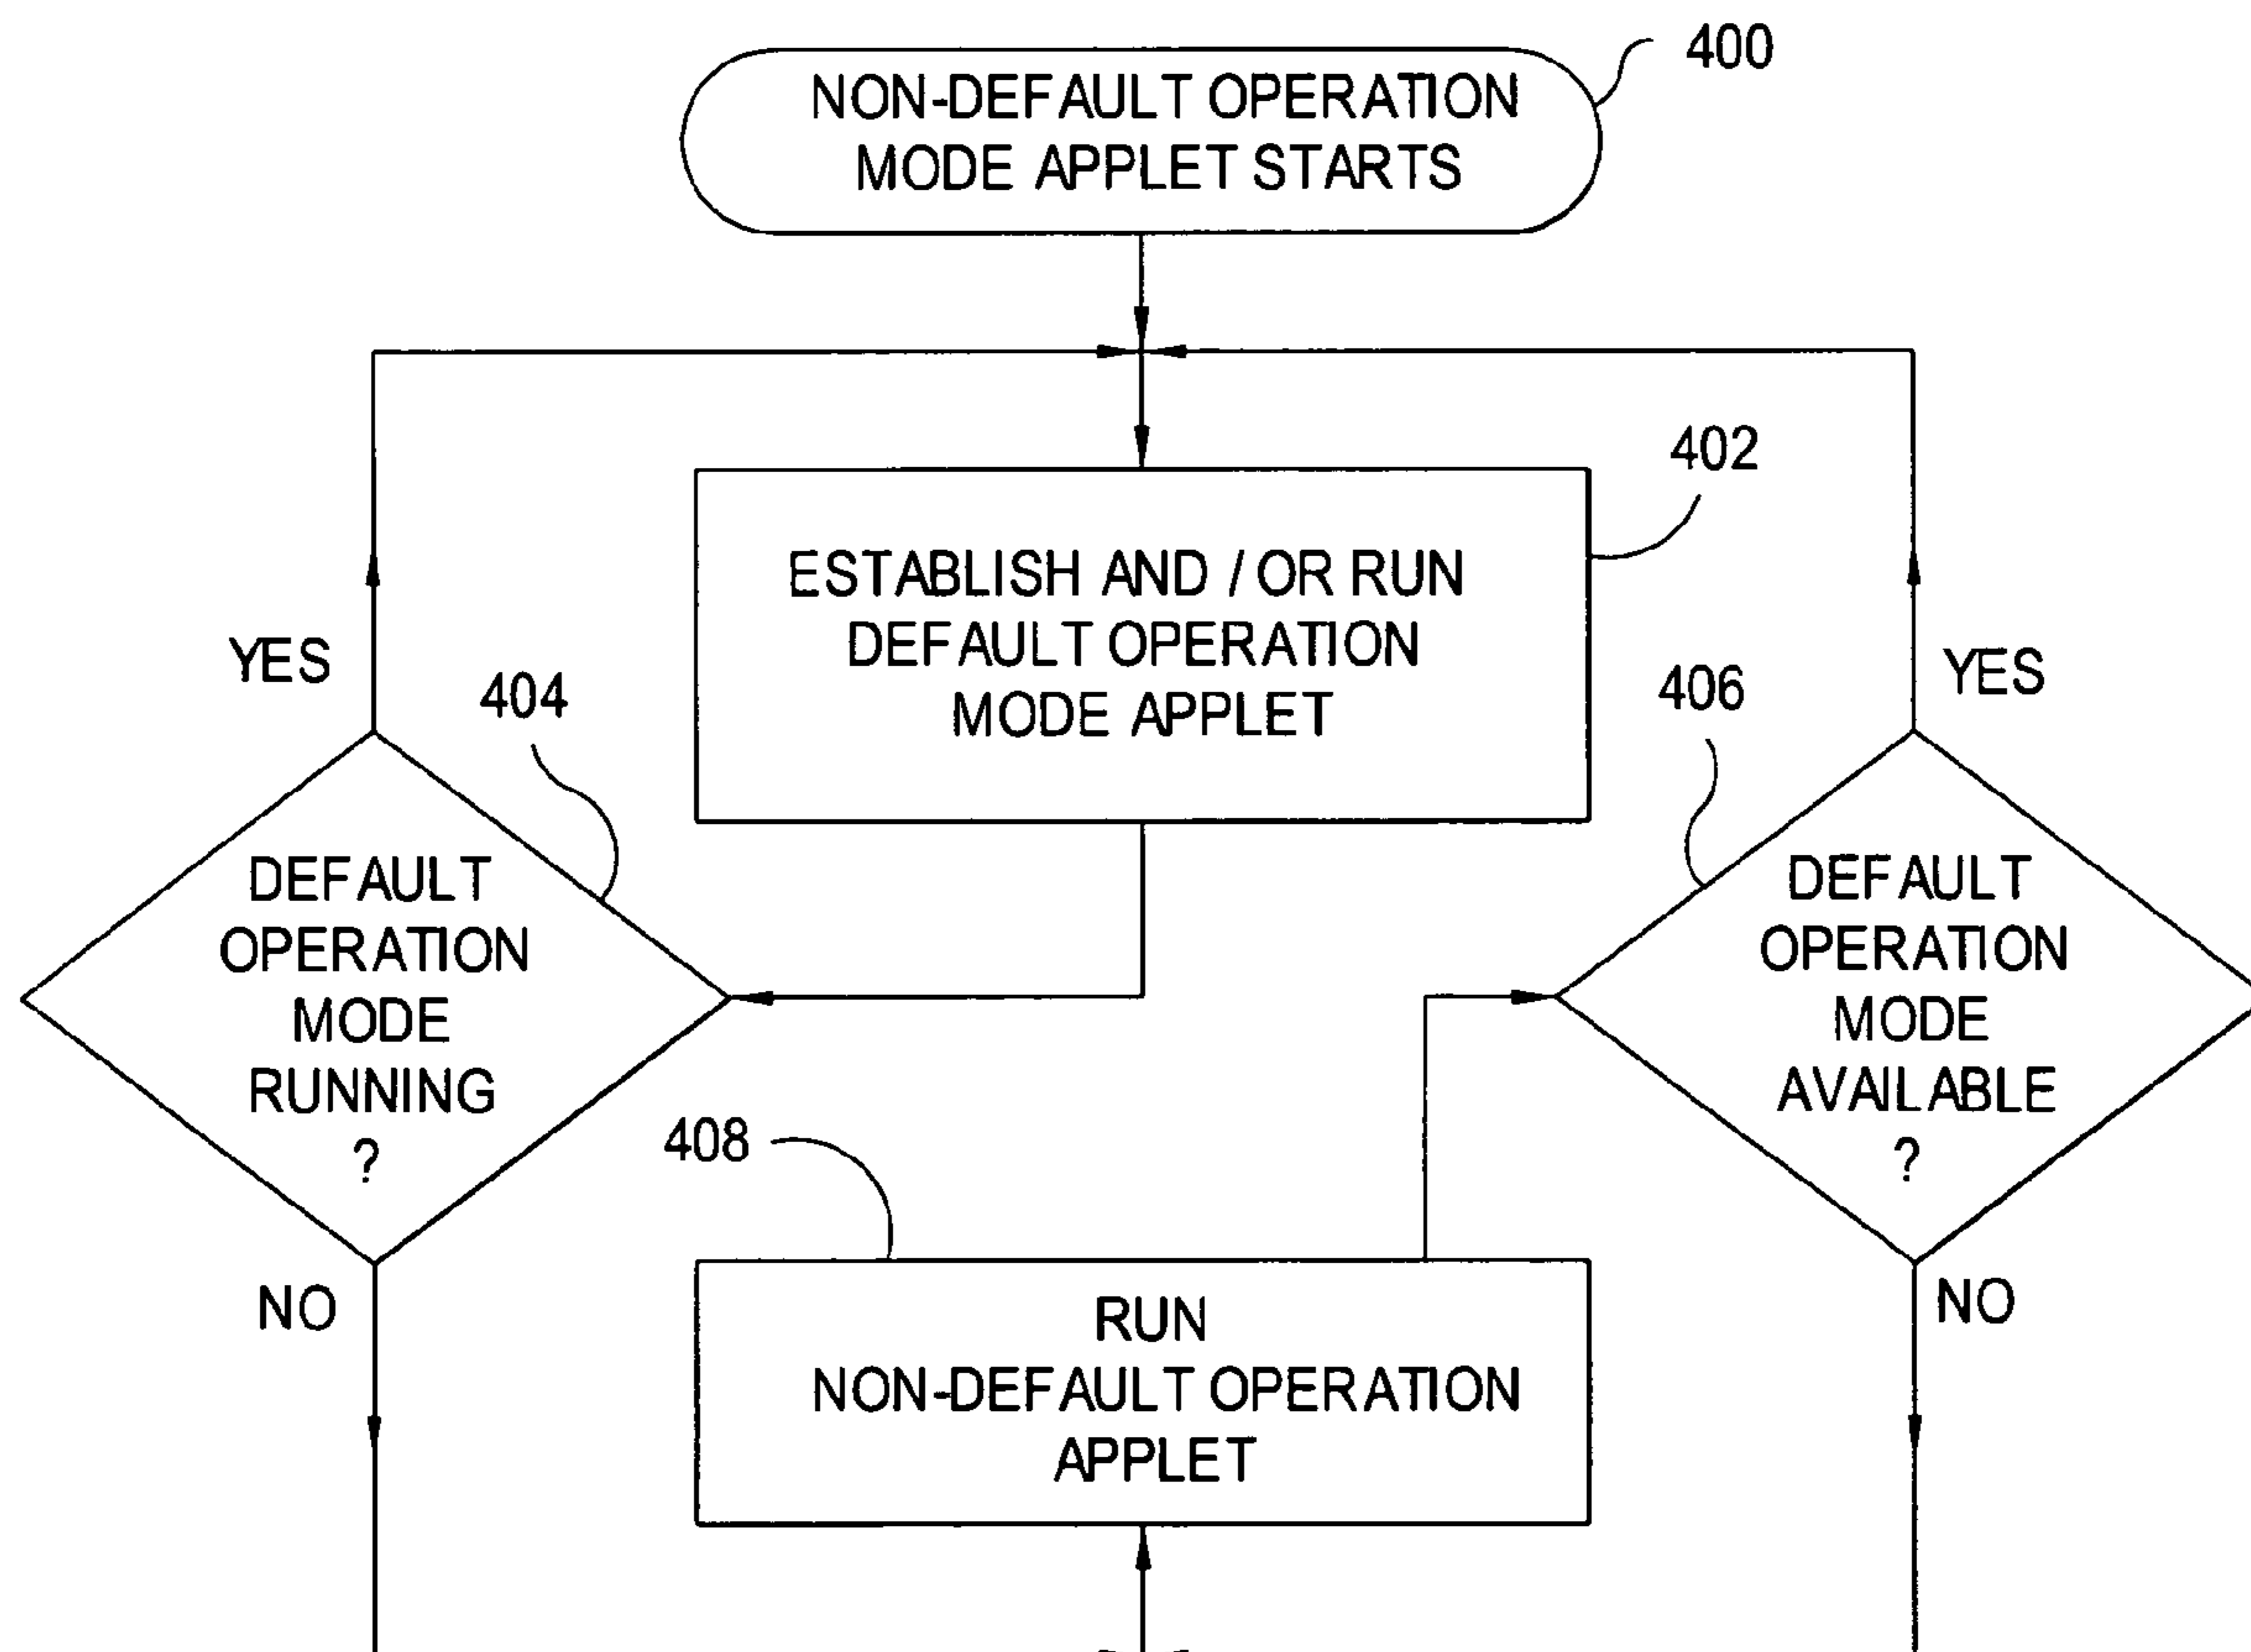 NON-DEFAULT OPERATION
MODE APPLET STARTS
400
402
ESTABLISH AND / OR RUN
DEFAULT OPERATION
MODE APPLET
YES
404
DEFAULT
OPERATION
MODE
RUNNING
?
NO
YES
406
DEFAULT
OPERATION
MODE
AVAILABLE
?
NO
408
RUN
NON-DEFAULT OPERATION
APPLET